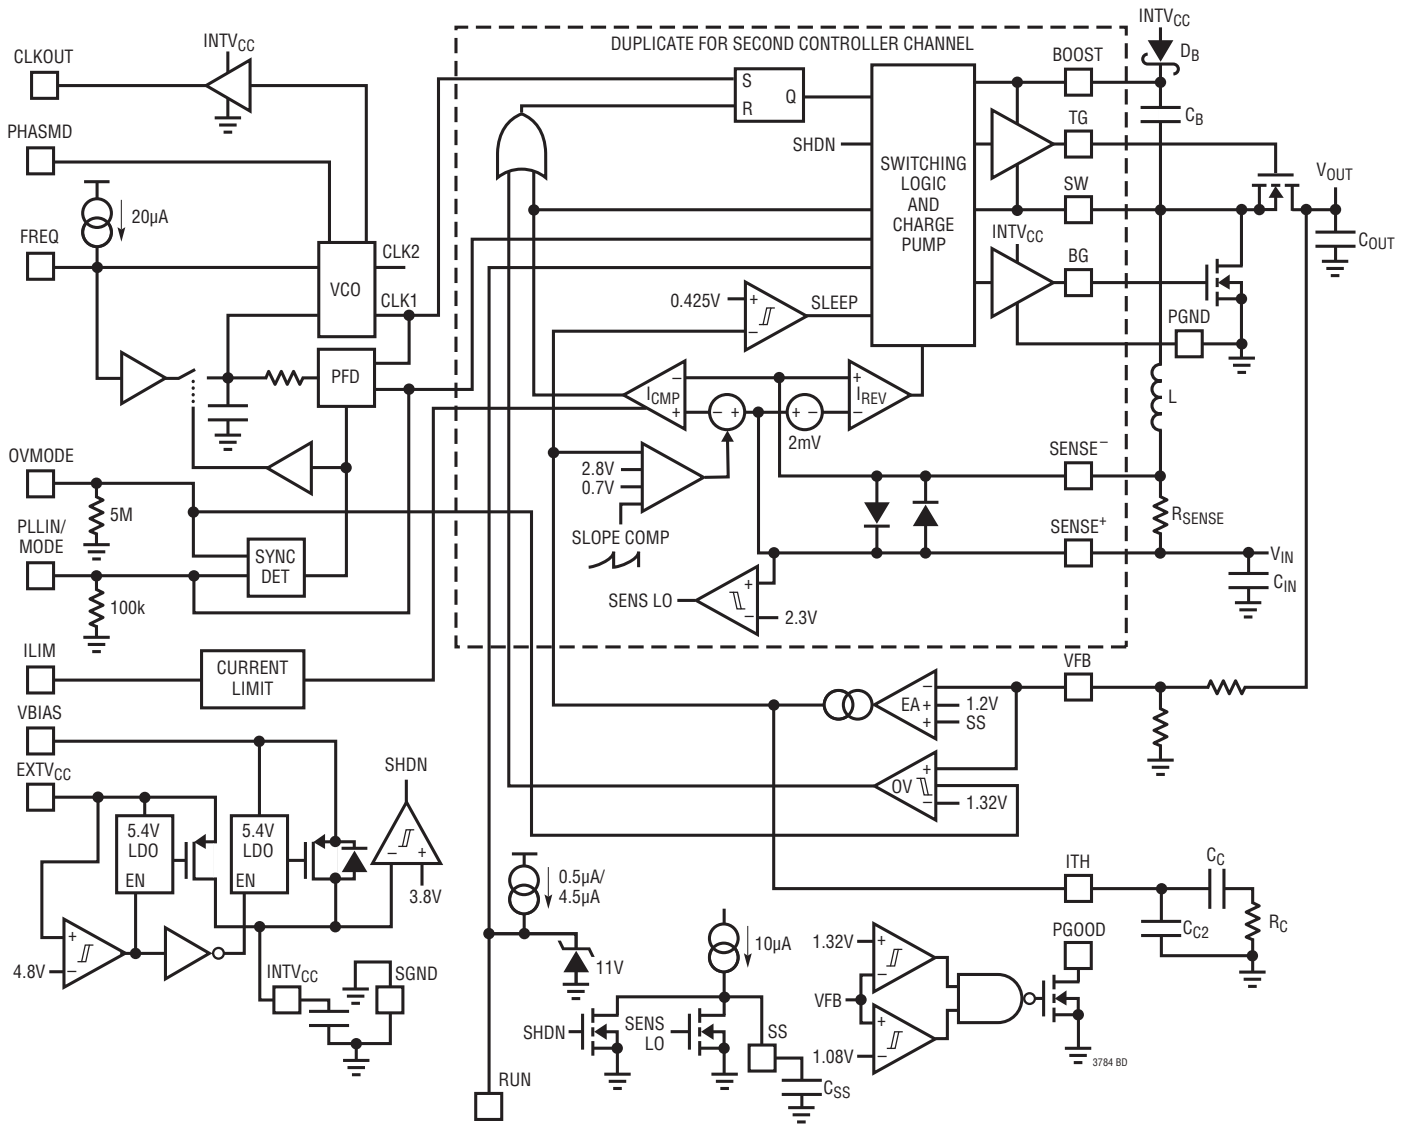 INTVCC
CLKOUT
PHASMD
20µA
FREQ
CLK2
VCO
CLK1
PFD
OVMODE
5M
PLLIN/
MODE
SYNC
DET
100k
ILIM
CURRENT
LIMIT
VBIAS
EXTVCC
SHDN
5.4V
LDO
EN
5.4V
LDO
EN
–
+
3.8V
+
–
4.8V
INTVCC
SGND
DUPLICATE FOR SECOND CONTROLLER CHANNEL
S
R
Q
SHDN
SWITCHING
LOGIC
AND
CHARGE
PUMP
0.425V
+
–
SLEEP
ICMP
–
+
– +
+ –
2mV
IREV
+
–
2.8V
0.7V
SLOPE COMP
SENS LO
+
–
2.3V
INTVCC
BOOST
TG
SW
INTVCC
BG
PGND
SENSE–
SENSE+
DB
CB
VOUT
COUT
L
RSENSE
VIN
CIN
VFB
EA
–
+
+
1.2V
SS
OV
+
–
1.32V
ITH
CC
CC2
RC
0.5µA/
4.5µA
11V
RUN
10µA
SHDN
SENS
LO
SS
CSS
1.32V
+
–
VFB
+
–
1.08V
PGOOD
3784 BD